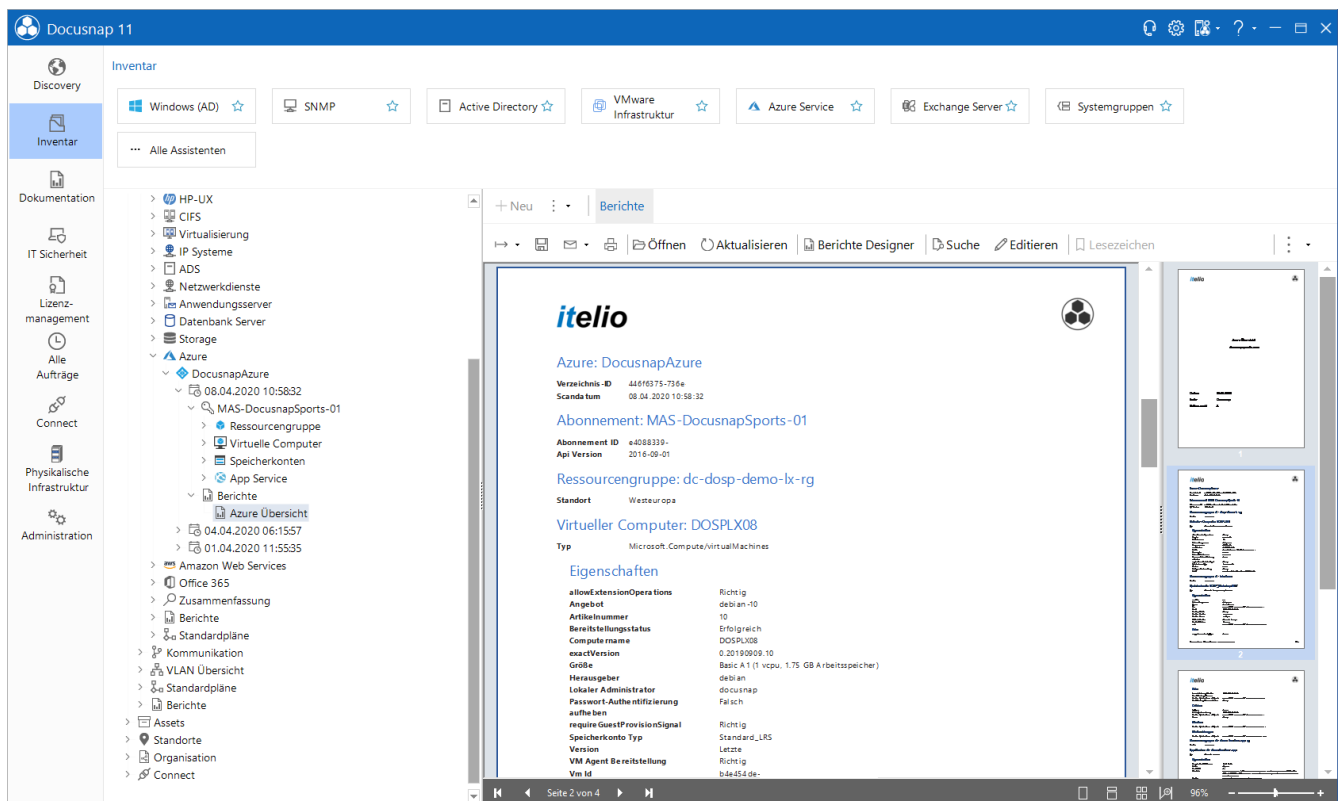 Docusnap 11
Discovery
Inventar
Dokumentation
IT Sicherheit
Lizenz-
management
Alle
Aufträge
Connect
Physikalische
Infrastruktur
Administration
Inventar
Windows (AD)
SNMP
Active Directory
VMware
Infrastruktur
Azure Service
Exchange Server
Systemgruppen
Alle Assistenten
HP-UX
CIFS
Virtualisierung
IP Systeme
ADS
Netzwerkdienste
Anwendungsserver
Datenbank Server
Storage
Azure
DocusnapAzure
08.04.2020 10:58:32
MAS-DocusnapSports-01
Ressourcengruppe
Virtuelle Computer
Speicherkonten
App Service
Berichte
Azure Übersicht
04.04.2020 06:15:57
01.04.2020 11:55:35
Amazon Web Services
Office 365
Zusammenfassung
Berichte
Standardpläne
Kommunikation
VLAN Übersicht
Standardpläne
Berichte
Assets
Standorte
Organisation
Connect
Neu
Berichte
Öffnen
Aktualisieren
Berichte Designer
Suche
Editieren
Lesezeichen
itelio
Azure: DocusnapAzure
Verzeichnis-ID 446f6375-736e
Scandatum 08.04.2020 10:58:32
Abonnement: MAS-DocusnapSports-01
Abonnement ID e4088339-
Api Version 2016-09-01
Ressourcengruppe: dc-dosp-demo-lx-rg
Standort Westeuropa
Virtueller Computer: DOSPLX08
Typ Microsoft.Compute/virtualMachines
Eigenschaften
allowExtensionOperations Richtig
Angebot debian-10
Artikelnummer 10
Bereitstellungsstatus Erfolgreich
Computername DOSPLX08
exactVersion 0.20190909.10
Größe Basic A1 (1 vcpu, 1.75 GB Arbeitsspeicher)
Herausgeber debian
Lokaler Administrator docusnap
Passwort-Authentifizierung Falsch
aufheben
requireGuestProvisionSignal Richtig
Speicherkonto Typ Standard_LRS
Version Letzte
VM Agent Bereitstellung Richtig
Vm Id b4e454de-
itelio
1
itelio
2
itelio
Seite 2 von 4
96%